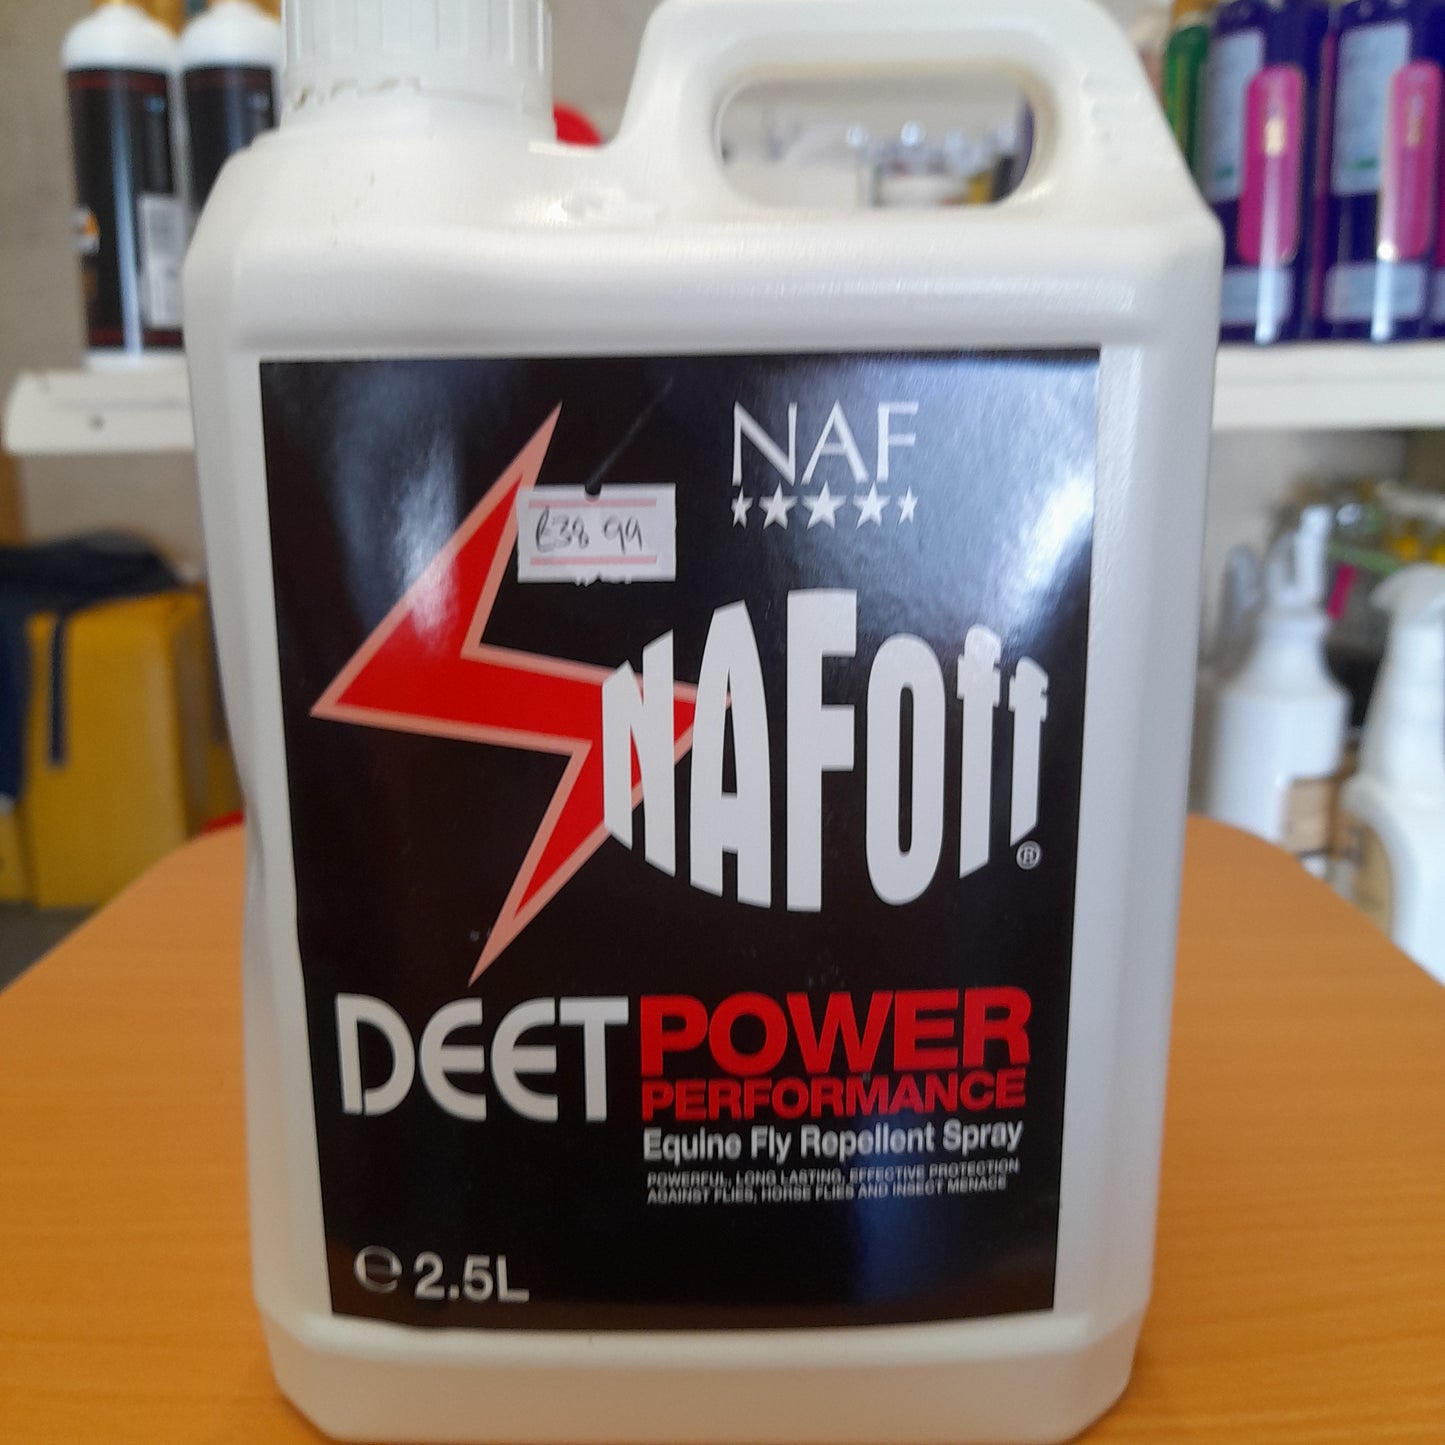 NAF
£38 99
NAFOff®
DEET POWER
PERFORMANCE
Equine Fly Repellent Spray
POWERFUL, LONG LASTING, EFFECTIVE PROTECTION
AGAINST FLIES, HORSE FLIES AND INSECT MENACE
℮ 2.5L